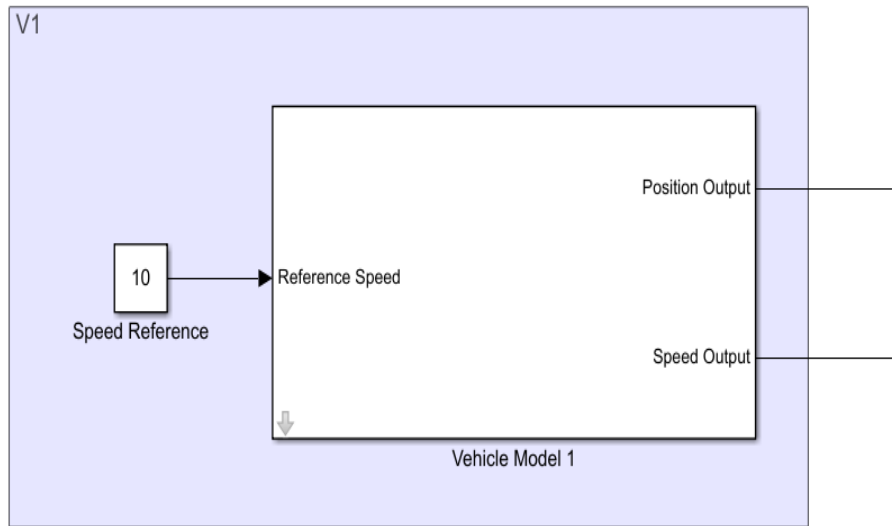 V1
Position Output
10
Reference Speed
Speed Reference
Speed Output
Vehicle Model 1